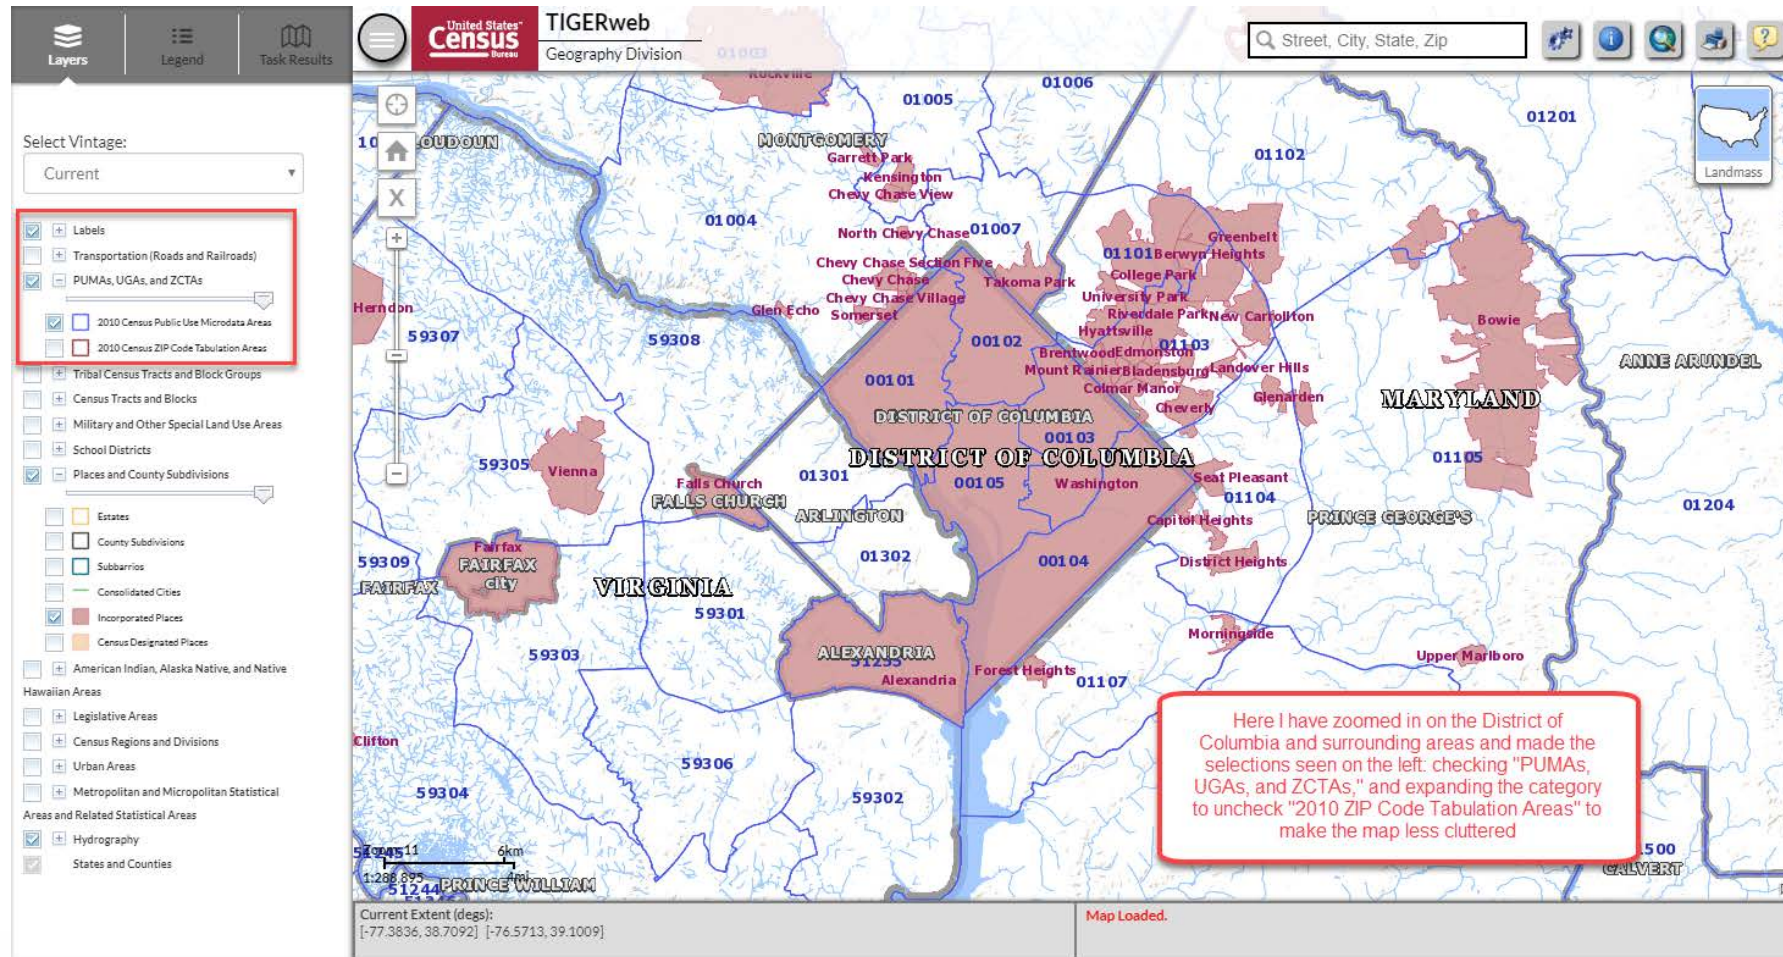 Layers
Legend
Task Results
United States®
Census
Bureau
TIGERweb
Geography Division
Street, City, State, Zip
Select Vintage:
Current
Labels
Transportation (Roads and Railroads)
PUMAs, UGAs, and ZCTAs
2010 Census Public Use Microdata Areas
2010 Census ZIP Code Tabulation Areas
Tribal Census Tracts and Block Groups
Census Tracts and Blocks
Military and Other Special Land Use Areas
School Districts
Places and County Subdivisions
Estates
County Subdivisions
Subbarrios
Consolidated Cities
Incorporated Places
Census Designated Places
American Indian, Alaska Native, and Native
Hawaiian Areas
Legislative Areas
Census Regions and Divisions
Urban Areas
Metropolitan and Micropolitan Statistical
Areas and Related Statistical Areas
Hydrography
States and Counties
X
Landmass
01003
Rockville
01005
01006
01201
LOUDOUN
MONTGOMERY
Garrett Park
Kensington
Chevy Chase View
01102
01004
North Chevy Chase
01007
Greenbelt
01101
Berwyn Heights
Chevy Chase Section Five
Chevy Chase
Takoma Park
College Park
Chevy Chase Village
University Park
Herndon
Glen Echo
Somerset
Riverdale Park
New Carrollton
Bowie
59307
59308
00102
Hyattsville
01103
Brentwood
Edmonston
Mount Rainier
Bladensburg
Landover Hills
ANNE ARUNDEL
00101
Colmar Manor
Glenarden
MARYLAND
Cheverly
DISTRICT OF COLUMBIA
00103
DISTRICT OF COLUMBIA
01105
59305
Vienna
01301
Falls Church
00105
Washington
Seat Pleasant
01104
FALLS CHURCH
ARLINGTON
Capitol Heights
PRINCE GEORGE'S
01204
Fairfax
01302
00104
59309
FAIRFAX
city
District Heights
FAIRFAX
VIRGINIA
59301
Morningside
59303
ALEXANDRIA
51255
Alexandria
Forest Heights
01107
Upper Marlboro
Clifton
59306
59304
59302
Here I have zoomed in on the District of
Columbia and surrounding areas and made the
selections seen on the left: checking "PUMAs,
UGAs, and ZCTAs," and expanding the category
to uncheck "2010 ZIP Code Tabulation Areas" to
make the map less cluttered
51245
6km
1:288,895
4mi
51244
PRINCE WILLIAM
CALVERT
Current Extent (degs):
[-77.3836, 38.7092] [-76.5713, 39.1009]
Map Loaded.